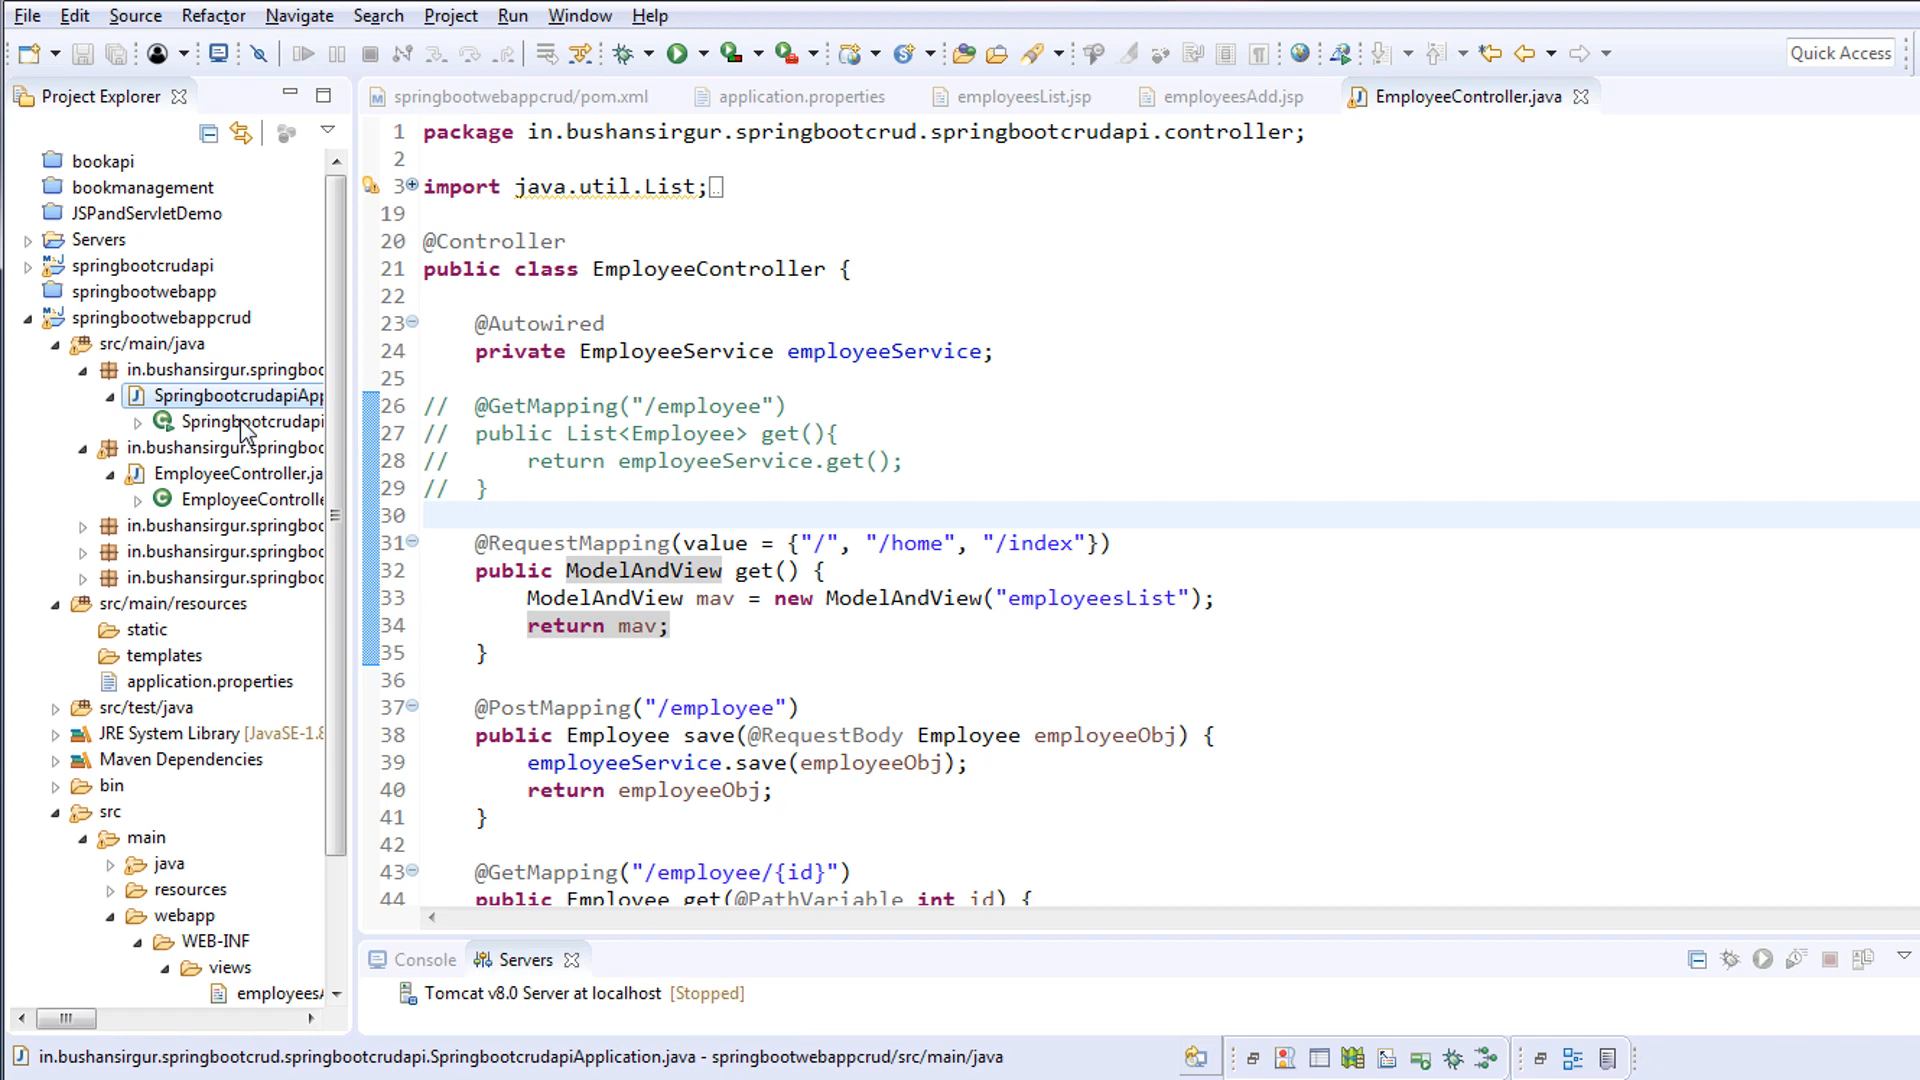 File Edit Source Refactor Navigate Search Project Run Window Help
Quick Access
Project Explorer
springbootwebappcrud/pom.xml application.properties employeesList.jsp employeesAdd.jsp EmployeeController.java
bookapi
bookmanagement
JSPandServletDemo
Servers
springbootcrudapi
springbootwebapp
springbootwebappcrud
src/main/java
in.bushansirgur.springboo
SpringbootcrudapiApp
Springbootcrudapi
in.bushansirgur.springboo
EmployeeController.ja
EmployeeControlle
in.bushansirgur.springboo
in.bushansirgur.springboo
in.bushansirgur.springboo
src/main/resources
static
templates
application.properties
src/test/java
JRE System Library [JavaSE-1.8
Maven Dependencies
bin
src
main
java
resources
webapp
WEB-INF
views
employeesA
1 package in.bushansirgur.springbootcrud.springbootcrudapi.controller;
2
3 import java.util.List;
19
20 @Controller
21 public class EmployeeController {
22
23 @Autowired
24 private EmployeeService employeeService;
25
26 // @GetMapping("/employee")
27 // public List<Employee> get(){
28 // return employeeService.get();
29 // }
30
31 @RequestMapping(value = {"/", "/home", "/index"})
32 public ModelAndView get() {
33 ModelAndView mav = new ModelAndView("employeesList");
34 return mav;
35 }
36
37 @PostMapping("/employee")
38 public Employee save(@RequestBody Employee employeeObj) {
39 employeeService.save(employeeObj);
40 return employeeObj;
41 }
42
43 @GetMapping("/employee/{id}")
44 public Employee get(@PathVariable int id) {
Console Servers
Tomcat v8.0 Server at localhost [Stopped]
in.bushansirgur.springbootcrud.springbootcrudapi.SpringbootcrudapiApplication.java - springbootwebappcrud/src/main/java